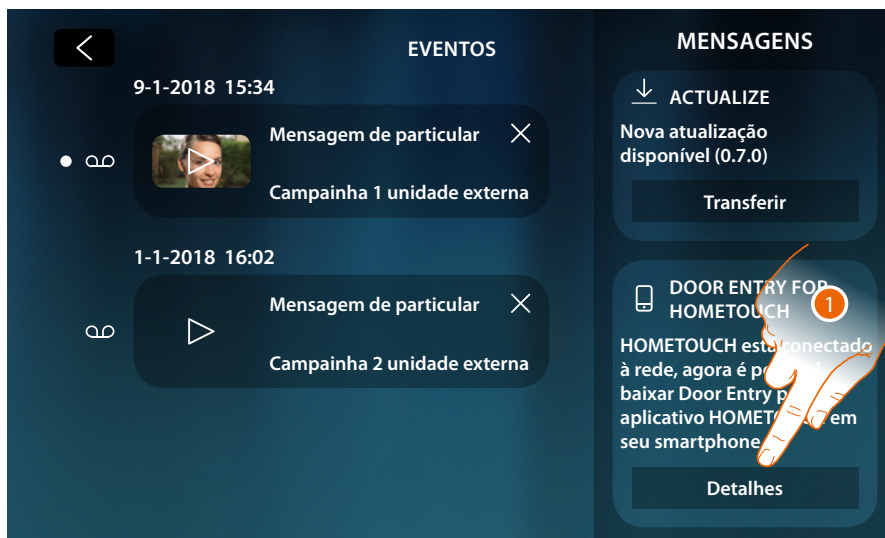 EVENTOS
9-1-2018 15:34
Mensagem de particular
Campainha 1 unidade externa
1-1-2018 16:02
Mensagem de particular
Campainha 2 unidade externa
MENSAGENS
ACTUALIZE
Nova atualização
disponível (0.7.0)
Transferir
DOOR ENTRY FOR
HOMETOUCH
1
HOMETOUCH está conectado
à rede, agora é
baixar Door Entry
aplicativo em
seu smartphone
Detalhes